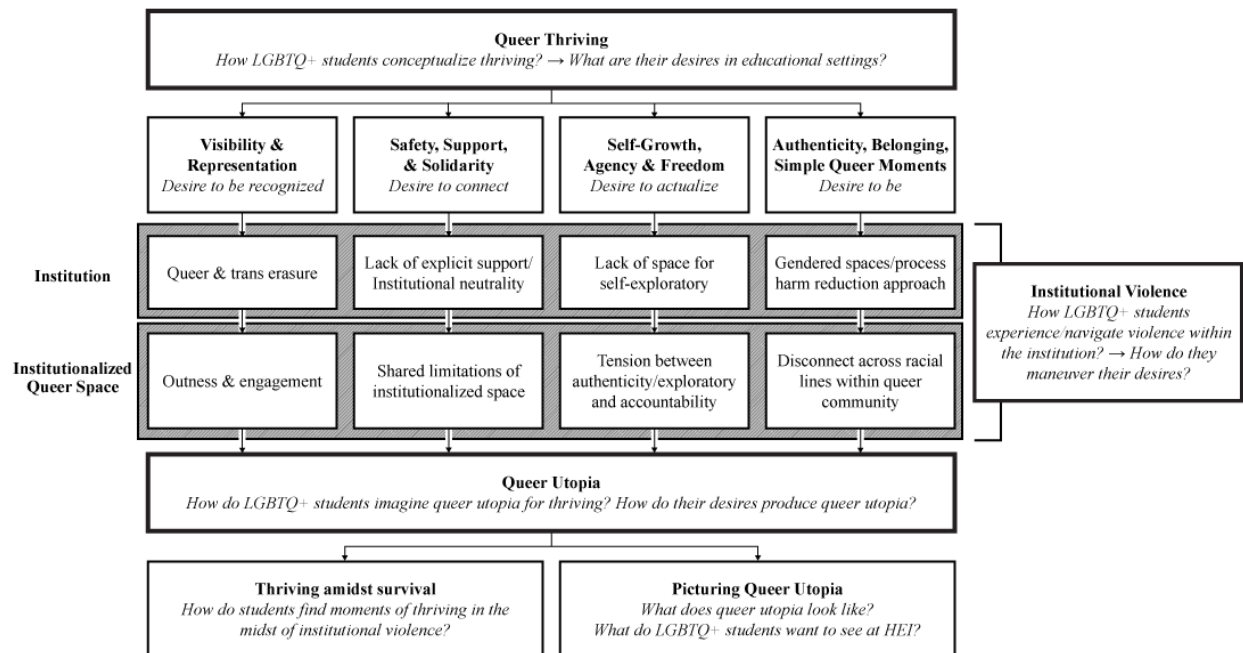 Queer Thriving
How LGBTQ+ students conceptualize thriving? → What are their desires in educational settings?
Visibility &
Representation
Desire to be recognized
Safety, Support,
& Solidarity
Desire to connect
Self-Growth,
Agency & Freedom
Desire to actualize
Authenticity, Belonging,
Simple Queer Moments
Desire to be
Institution
Queer & trans erasure
Lack of explicit support/
Institutional neutrality
Lack of space for
self-exploratory
Gendered spaces/process
harm reduction approach
Institutionalized
Queer Space
Outness & engagement
Shared limitations of
institutionalized space
Tension between
authenticity/exploratory
and accountability
Disconnect across racial
lines within queer
community
Institutional Violence
How LGBTQ+ students
experience/navigate violence within
the institution? → How do they
maneuver their desires?
Queer Utopia
How do LGBTQ+ students imagine queer utopia for thriving? How do their desires produce queer utopia?
Thriving amidst survival
How do students find moments of thriving in the
midst of institutional violence?
Picturing Queer Utopia
What does queer utopia look like?
What do LGBTQ+ students want to see at HEI?